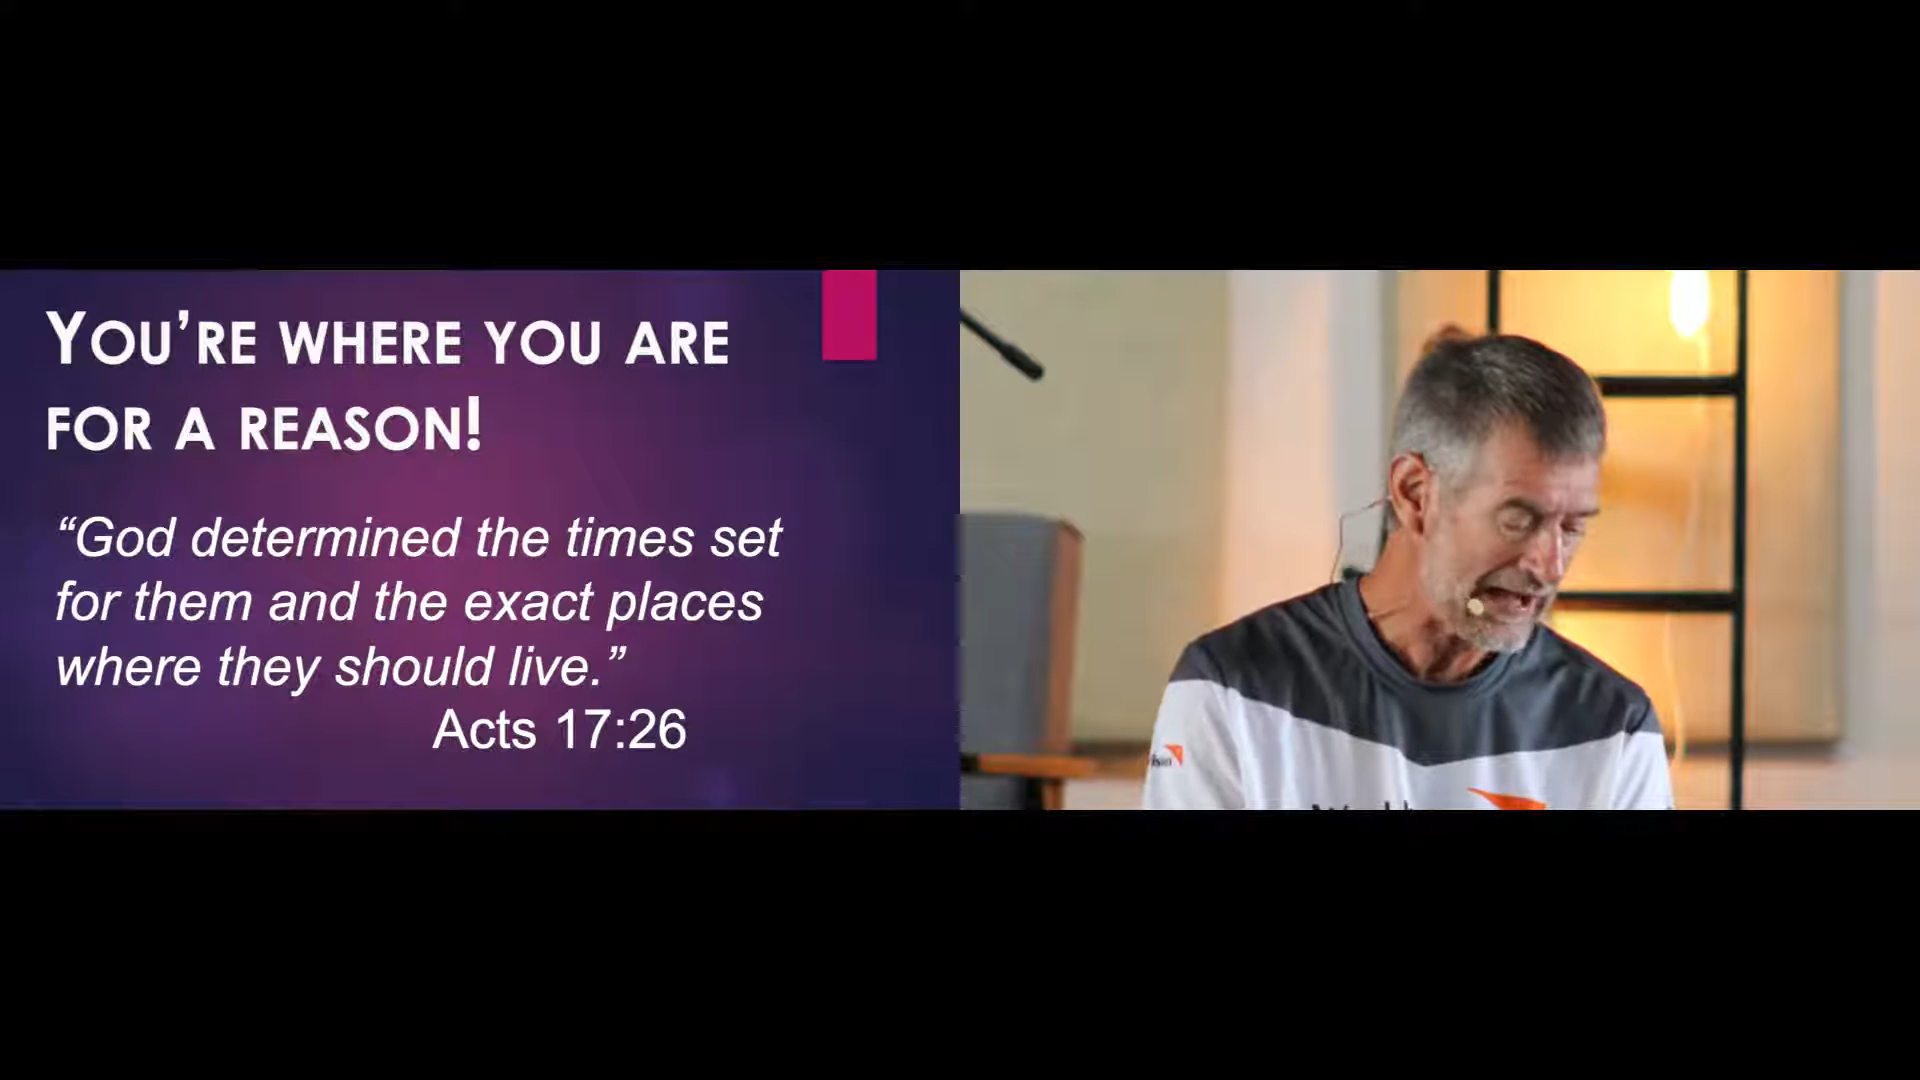 YOU'RE WHERE YOU ARE
FOR A REASON!
“God determined the times set
for them and the exact places
where they should live.”
Acts 17:26